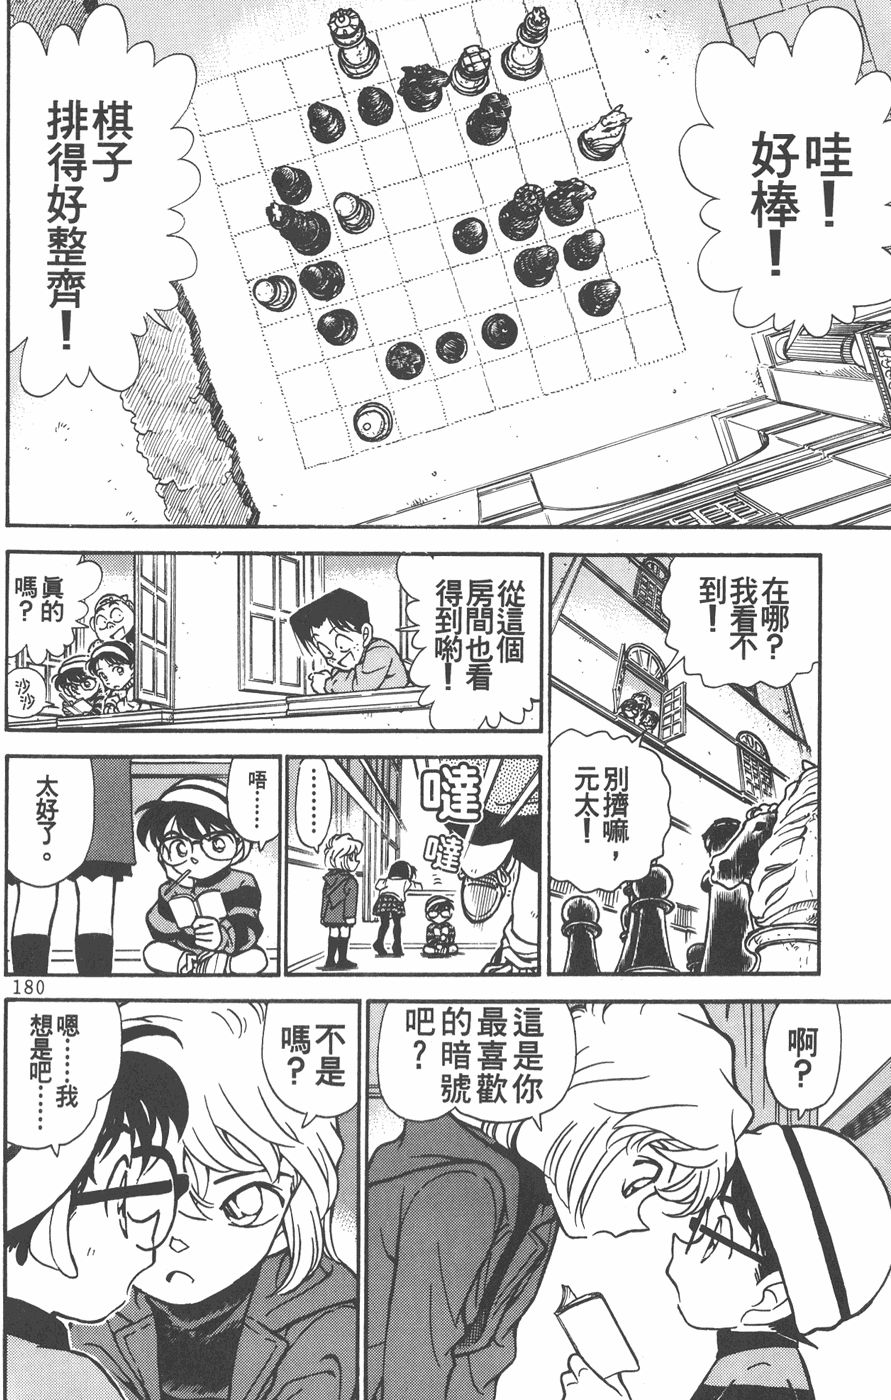 哇！
好棒！
棋子
排得好整齊！
在哪？
我看不
到！
別擠嘛，
元太！
從這個
房間也看
得到喲！
眞的
嗎？
沙沙
噠
噠
………
唔……
太好了。
180
啊？
這是你
最喜歡
的暗號
吧？
不是
嗎？
嗯……我
想是吧……